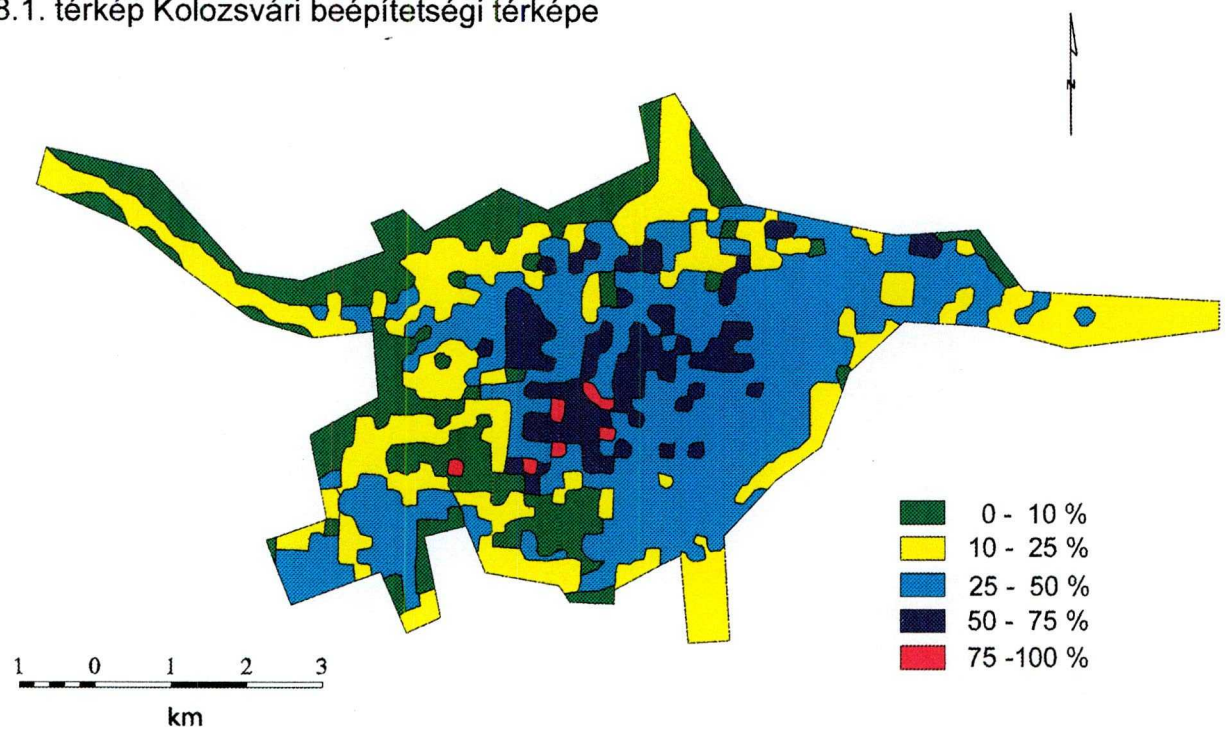 3.1. térkép Kolozsvári beépítetségi térképe
N
0 - 10 %
10 - 25 %
25 - 50 %
50 - 75 %
75 -100 %
1 0 1 2 3
km